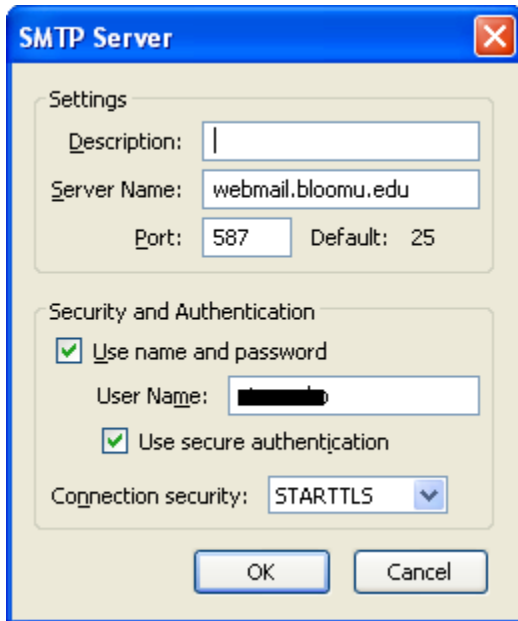 SMTP Server
Settings
Description:
Server Name: webmail.bloomu.edu
Port: 587 Default: 25
Security and Authentication
Use name and password
User Name:
Use secure authentication
Connection security: STARTTLS
OK Cancel